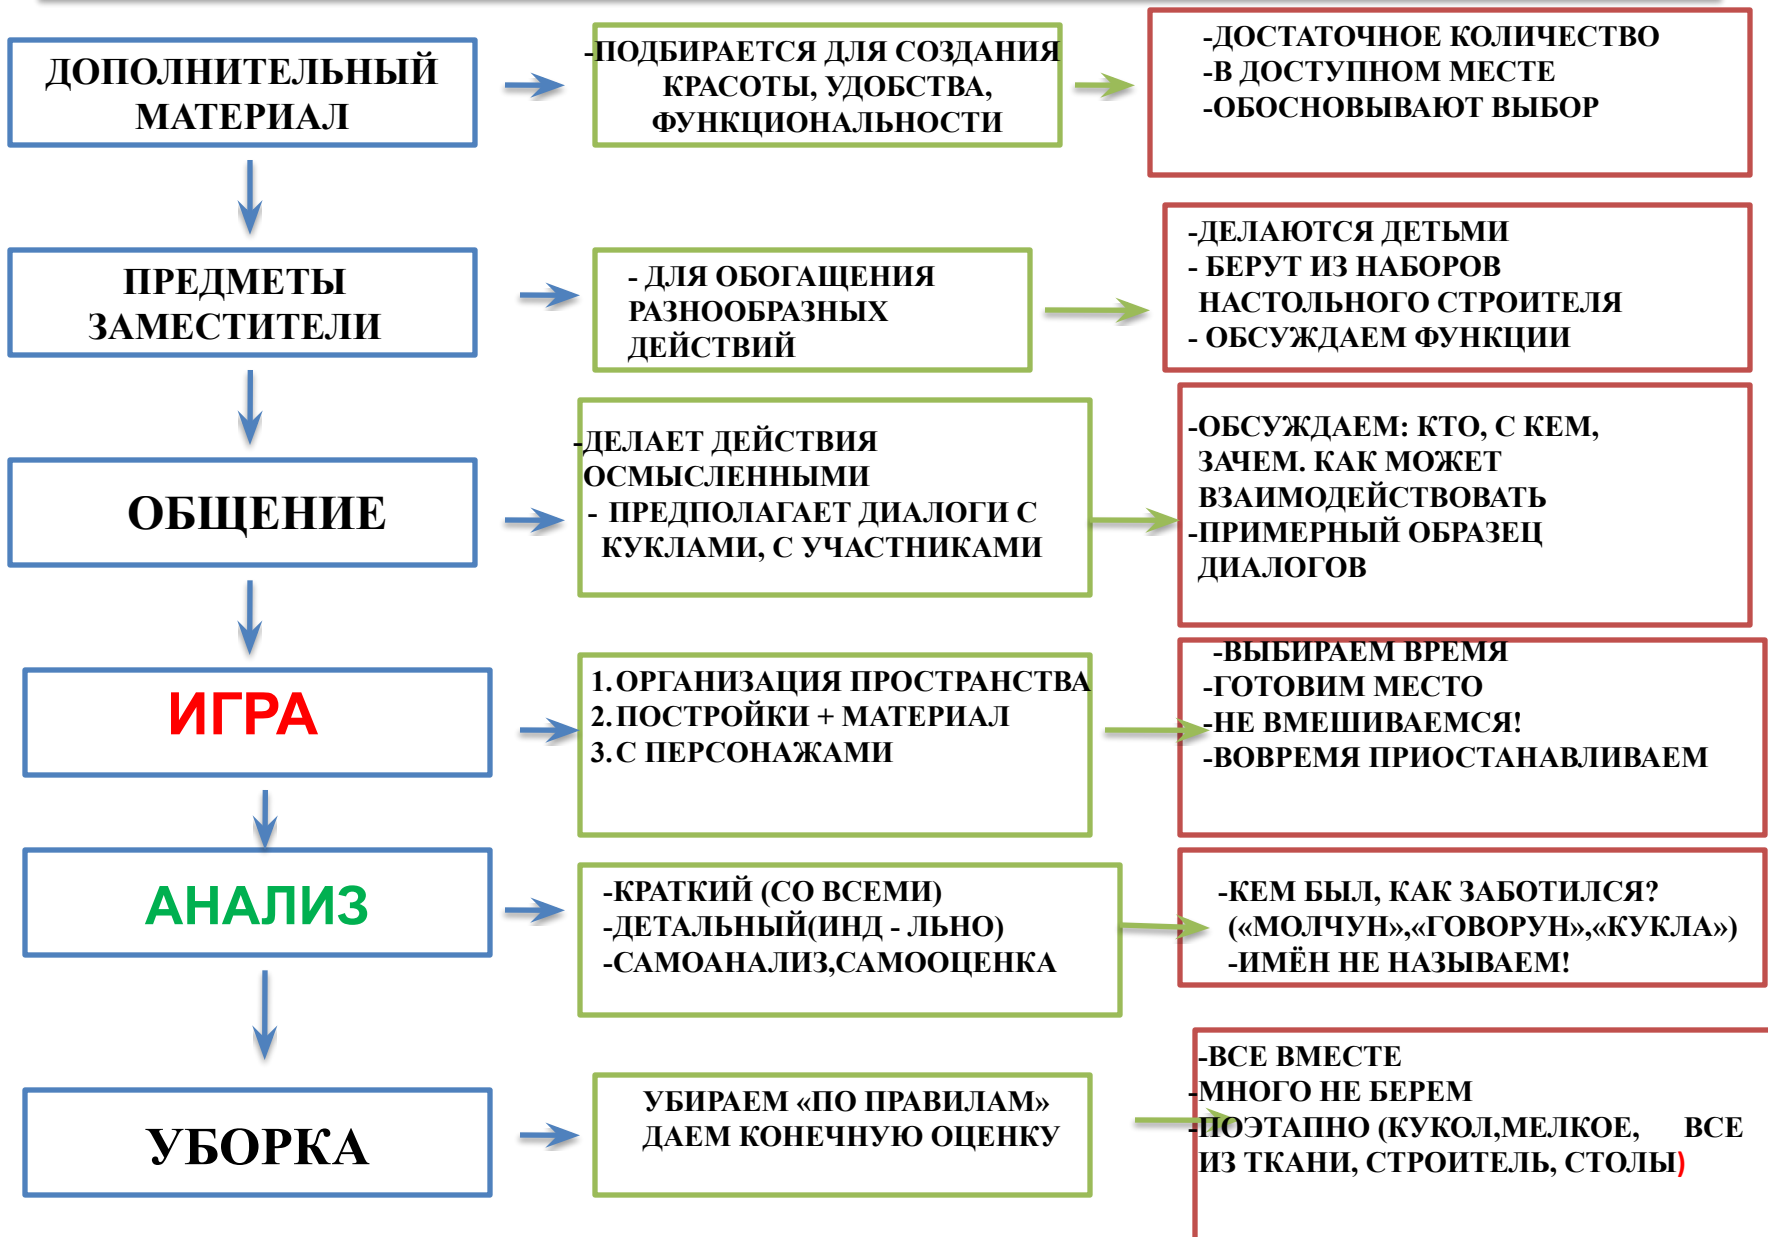 ДОПОЛНИТЕЛЬНЫЙ
МАТЕРИАЛ
-ПОДБИРАЕТСЯ ДЛЯ СОЗДАНИЯ
КРАСОТЫ, УДОБСТВА,
ФУНКЦИОНАЛЬНОСТИ
-ДОСТАТОЧНОЕ КОЛИЧЕСТВО
-В ДОСТУПНОМ МЕСТЕ
-ОБОСНОВЫВАЮТ ВЫБОР
ПРЕДМЕТЫ
ЗАМЕСТИТЕЛИ
- ДЛЯ ОБОГАЩЕНИЯ
РАЗНООБРАЗНЫХ
ДЕЙСТВИЙ
-ДЕЛАЮТСЯ ДЕТЬМИ
- БЕРУТ ИЗ НАБОРОВ
НАСТОЛЬНОГО СТРОИТЕЛЯ
- ОБСУЖДАЕМ ФУНКЦИИ
ОБЩЕНИЕ
-ДЕЛАЕТ ДЕЙСТВИЯ
ОСМЫСЛЕННЫМИ
- ПРЕДПОЛАГАЕТ ДИАЛОГИ С
КУКЛАМИ, С УЧАСТНИКАМИ
-ОБСУЖДАЕМ: КТО, С КЕМ,
ЗАЧЕМ. КАК МОЖЕТ
ВЗАИМОДЕЙСТВОВАТЬ
-ПРИМЕРНЫЙ ОБРАЗЕЦ
ДИАЛОГОВ
ИГРА
1.ОРГАНИЗАЦИЯ ПРОСТРАНСТВА
2.ПОСТРОЙКИ + МАТЕРИАЛ
3.С ПЕРСОНАЖАМИ
-ВЫБИРАЕМ ВРЕМЯ
-ГОТОВИМ МЕСТО
-НЕ ВМЕШИВАЕМСЯ!
-ВОВРЕМЯ ПРИОСТАНАВЛИВАЕМ
АНАЛИЗ
-КРАТКИЙ (СО ВСЕМИ)
-ДЕТАЛЬНЫЙ(ИНД - ЛЬНО)
-САМОАНАЛИЗ,САМООЦЕНКА
-КЕМ БЫЛ, КАК ЗАБОТИЛСЯ?
(«МОЛЧУН»,«ГОВОРУН»,«КУКЛА»)
-ИМЁН НЕ НАЗЫВАЕМ!
УБОРКА
УБИРАЕМ «ПО ПРАВИЛАМ»
ДАЕМ КОНЕЧНУЮ ОЦЕНКУ
-ВСЕ ВМЕСТЕ
-МНОГО НЕ БЕРЕМ
-ПОЭТАПНО (КУКОЛ,МЕЛКОЕ, ВСЕ
ИЗ ТКАНИ, СТРОИТЕЛЬ, СТОЛЫ)